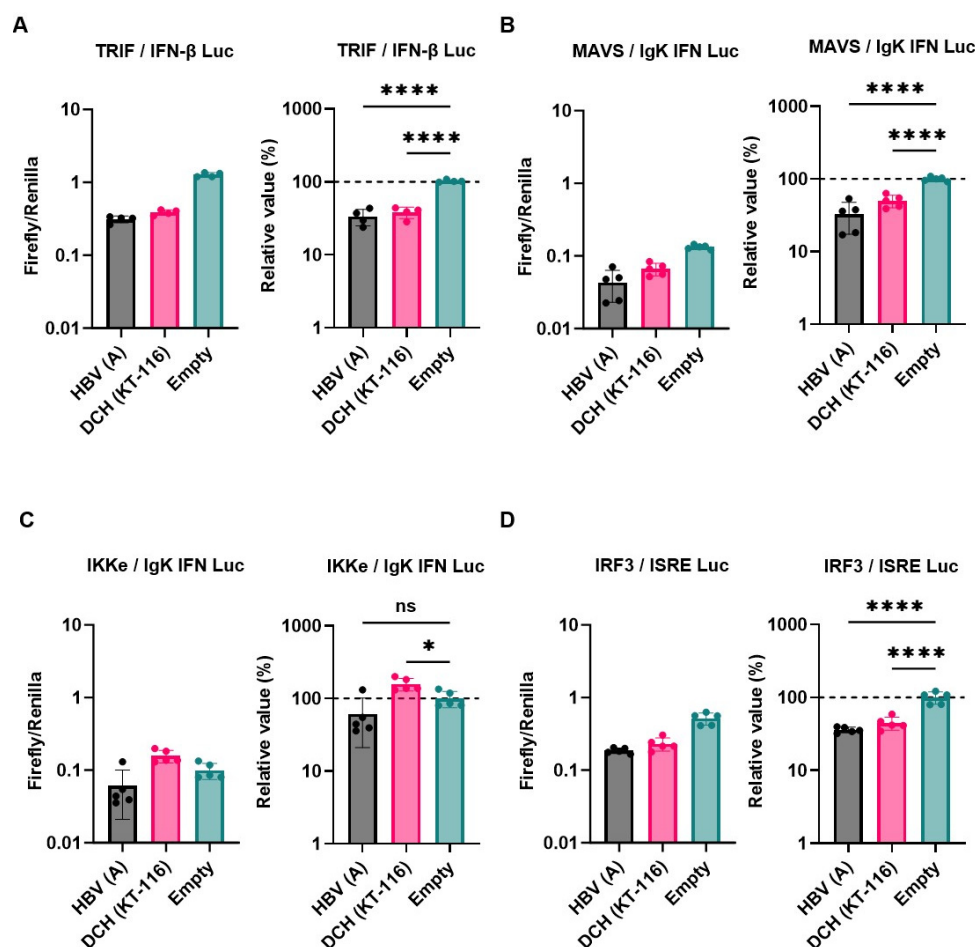 A
TRIF / IFN-β Luc
Firefly/Renilla
10
1
0.1
0.01
HBV (A)
DCH (KT-116)
Empty
TRIF / IFN-β Luc
Relative value (%)
1000
100
10
1
****
****
HBV (A)
DCH (KT-116)
Empty
B
MAVS / IgK IFN Luc
Firefly/Renilla
10
1
0.1
0.01
HBV (A)
DCH (KT-116)
Empty
MAVS / IgK IFN Luc
Relative value (%)
1000
100
10
1
****
****
HBV (A)
DCH (KT-116)
Empty
C
IKKe / IgK IFN Luc
Firefly/Renilla
10
1
0.1
0.01
HBV (A)
DCH (KT-116)
Empty
IKKe / IgK IFN Luc
Relative value (%)
1000
100
10
1
ns
*
HBV (A)
DCH (KT-116)
Empty
D
IRF3 / ISRE Luc
Firefly/Renilla
10
1
0.1
0.01
HBV (A)
DCH (KT-116)
Empty
IRF3 / ISRE Luc
Relative value (%)
1000
100
10
1
****
****
HBV (A)
DCH (KT-116)
Empty